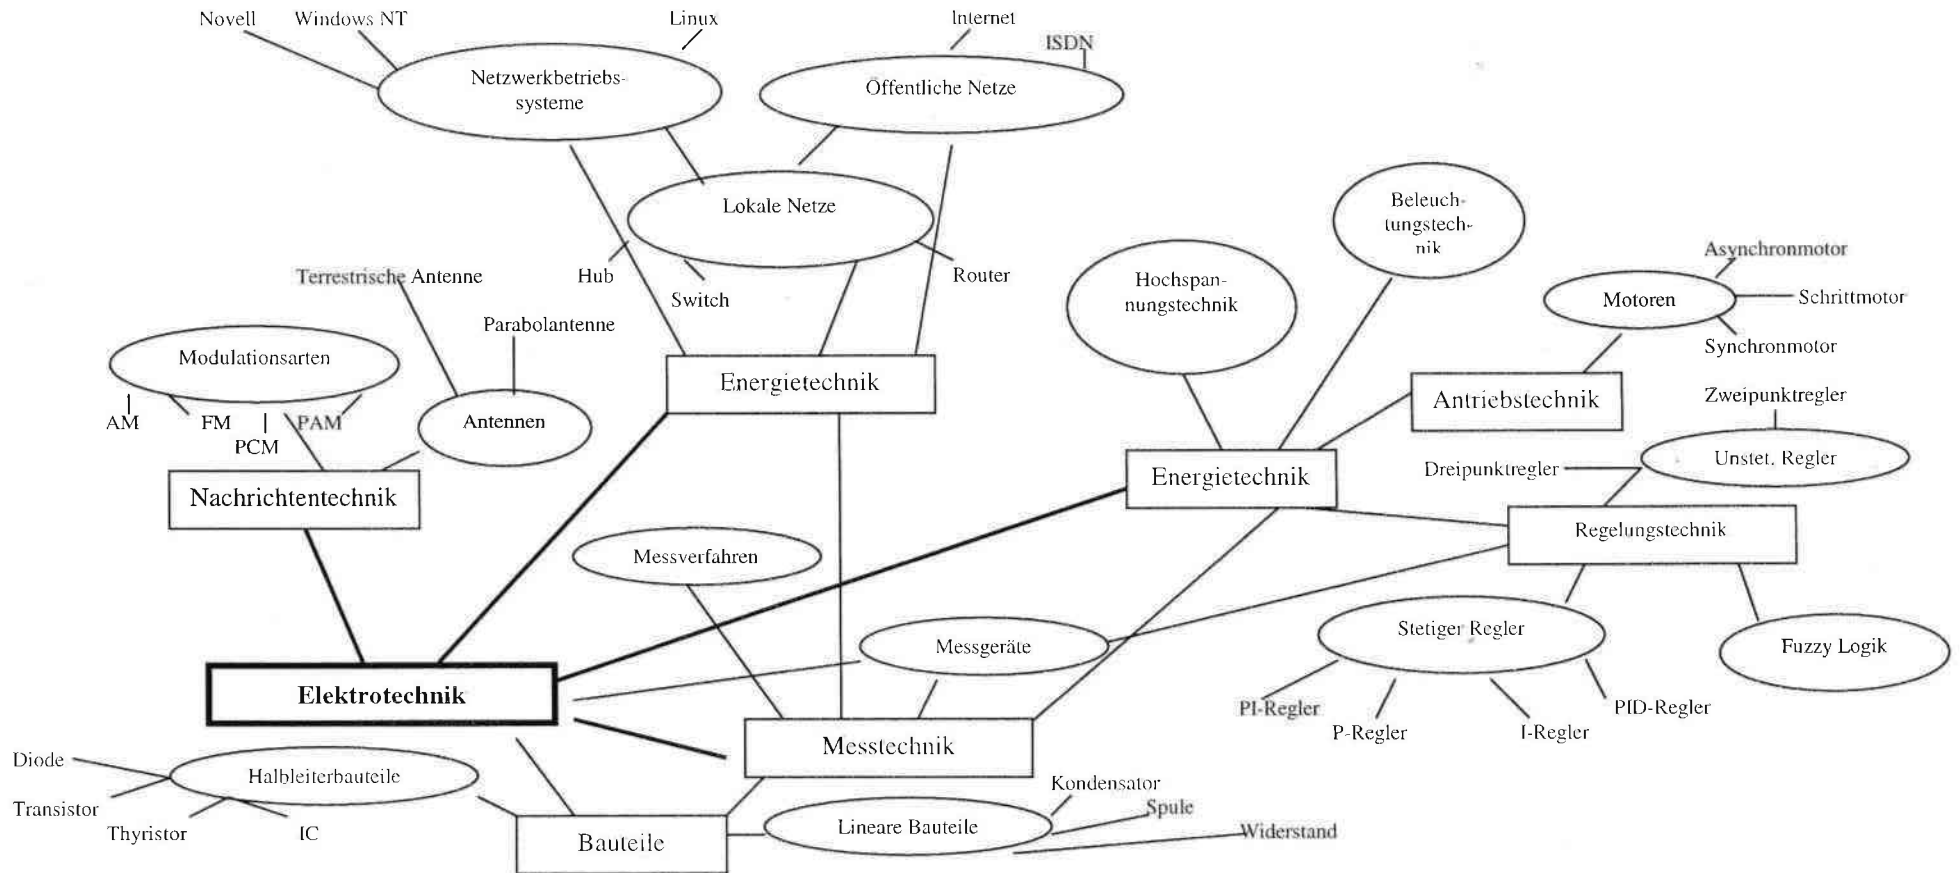 Novell
Windows NT
Linux
Internet
ISDN
Netzwerkbetriebs-
systeme
Öffentliche Netze
Lokale Netze
Beleuch-
tungstech-
nik
Hub
Switch
Router
Terrestrische Antenne
Parabolantenne
Hochspan-
nungstechnik
Asynchronmotor
Motoren
Schrittmotor
Synchronmotor
Modulationsarten
AM
FM
PCM
PAM
Antennen
Energietechnik
Antriebstechnik
Zweipunktregler
Nachrichtentechnik
Energietechnik
Dreipunktregler
Unstet. Regler
Regelungstechnik
Messverfahren
Messgeräte
Stetiger Regler
Fuzzy Logik
Elektrotechnik
PI-Regler
P-Regler
I-Regler
PID-Regler
Messtechnik
Diode
Transistor
Thyristor
IC
Halbleiterbauteile
Bauteile
Lineare Bauteile
Kondensator
Spule
Widerstand